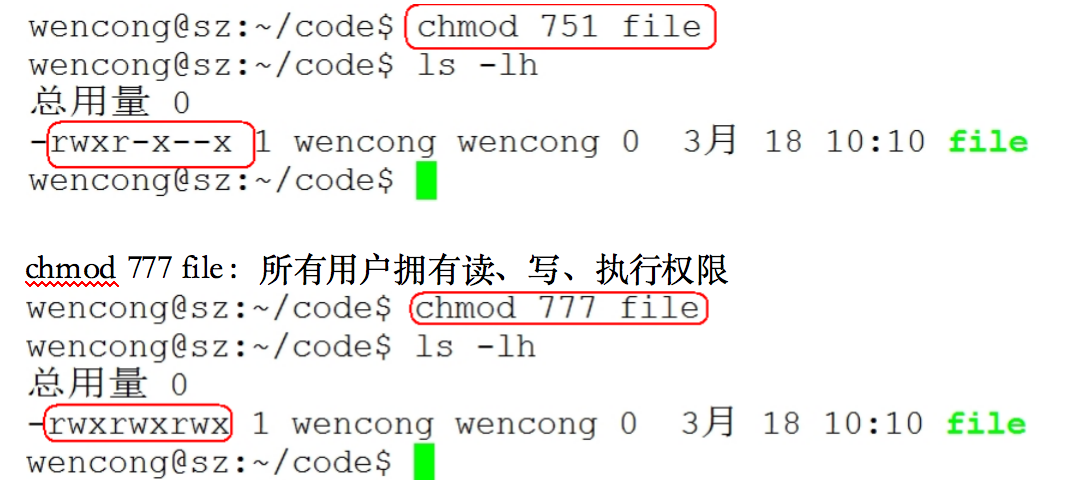 wencong@sz:~/code$ chmod 751 file
wencong@sz:~/code$ ls -lh
总用量 0
-rwxr-x--x 1 wencong wencong 0 3月 18 10:10 file
wencong@sz:~/code$
chmod 777 file：所有用户拥有读、写、执行权限
wencong@sz:~/code$ chmod 777 file
wencong@sz:~/code$ ls -lh
总用量 0
-rwxrwxrwx 1 wencong wencong 0 3月 18 10:10 file
wencong@sz:~/code$